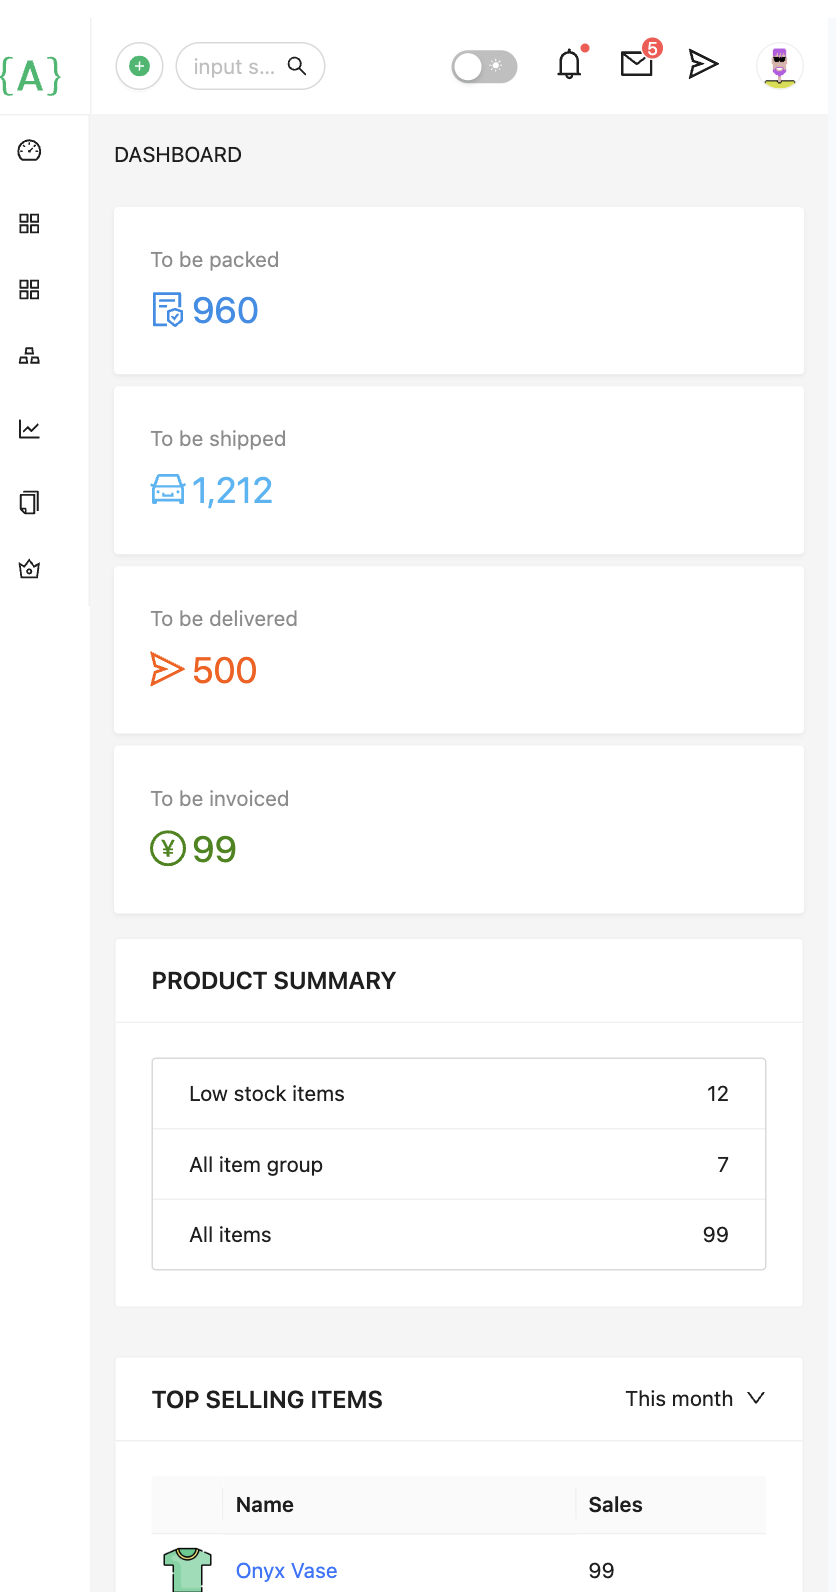 {A}
input s...
5
DASHBOARD
To be packed
960
To be shipped
1,212
To be delivered
500
To be invoiced
¥ 99
PRODUCT SUMMARY
Low stock items 12
All item group 7
All items 99
TOP SELLING ITEMS This month
Name Sales
Onyx Vase 99